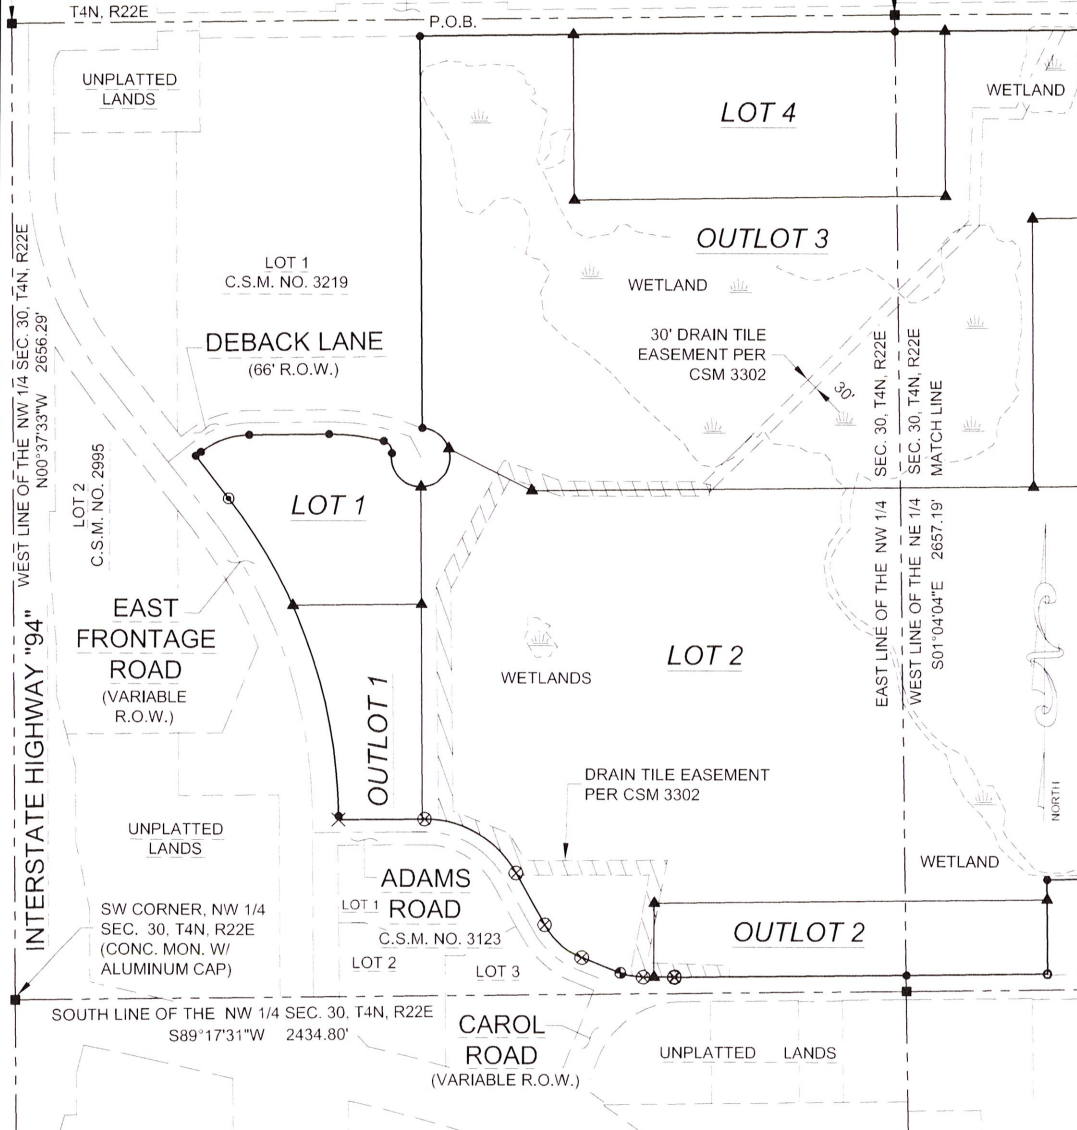 T4N, R22E
P.O.B.
UNPLATTED
LANDS
LOT 4
WETLAND
OUTLOT 3
LOT 1
C.S.M. NO. 3219
WETLAND
DEBACK LANE
(66' R.O.W.)
30' DRAIN TILE
EASEMENT PER
CSM 3302
30'
WEST LINE OF THE NW 1/4 SEC. 30, T4N, R22E
N00°37'33"W 2656.29'
EAST LINE OF THE NW 1/4 SEC. 30, T4N, R22E
WEST LINE OF THE NE 1/4 SEC. 30, T4N, R22E
S01°04'04"E 2657.19'
MATCH LINE
LOT 2
C.S.M. NO. 2995
LOT 1
EAST
FRONTAGE
ROAD
(VARIABLE
R.O.W.)
WETLANDS
LOT 2
OUTLOT 1
INTERSTATE HIGHWAY "94"
DRAIN TILE EASEMENT
PER CSM 3302
NORTH
UNPLATTED
LANDS
WETLAND
ADAMS
ROAD
LOT 1
C.S.M. NO. 3123
LOT 2
LOT 3
OUTLOT 2
SW CORNER, NW 1/4
SEC. 30, T4N, R22E
(CONC. MON. W/
ALUMINUM CAP)
SOUTH LINE OF THE NW 1/4 SEC. 30, T4N, R22E
S89°17'31"W 2434.80'
CAROL
ROAD
(VARIABLE R.O.W.)
UNPLATTED LANDS